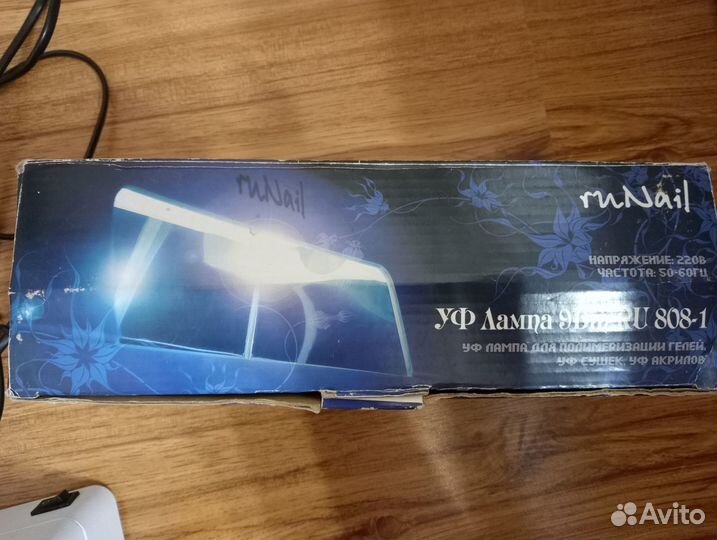 ruNail
ruNail
НАПРЯЖЕНИЕ: 220В
ЧАСТОТА: 50-60ГЦ
УФ Лампа RU 808-1
УФ ЛАМПА ДЛЯ ПОЛИМЕРИЗАЦИИ ГЕЛЕЙ,
УФ СУШЕК, УФ АКРИЛОВ
Avito